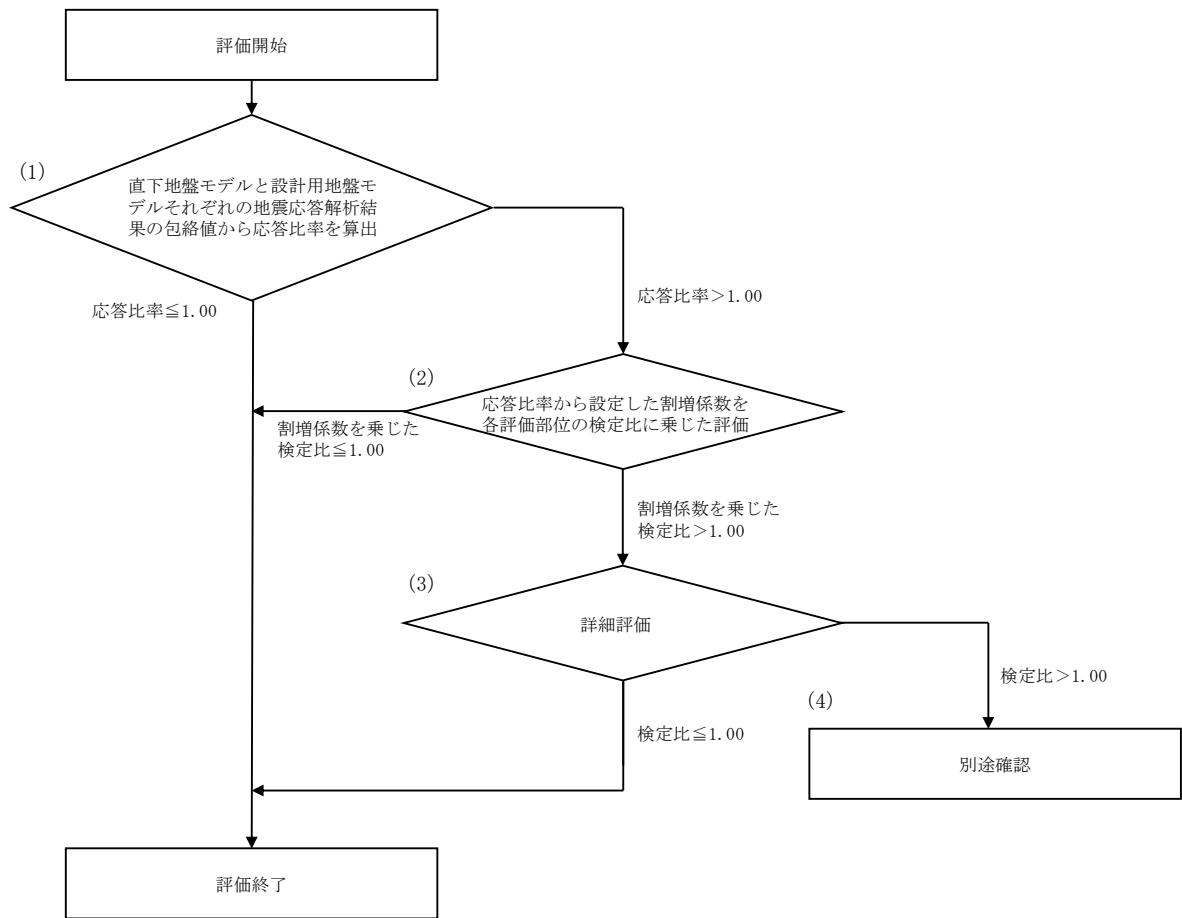 評価開始
(1)
直下地盤モデルと設計用地盤モ
デルそれぞれの地震応答解析結
果の包絡値から応答比率を算出
応答比率≦1.00
応答比率＞1.00
(2)
応答比率から設定した割増係数を
各評価部位の検定比に乗じた評価
割増係数を乗じた
検定比≦1.00
割増係数を乗じた
検定比＞1.00
(3)
詳細評価
検定比＞1.00
(4)
検定比≦1.00
別途確認
評価終了